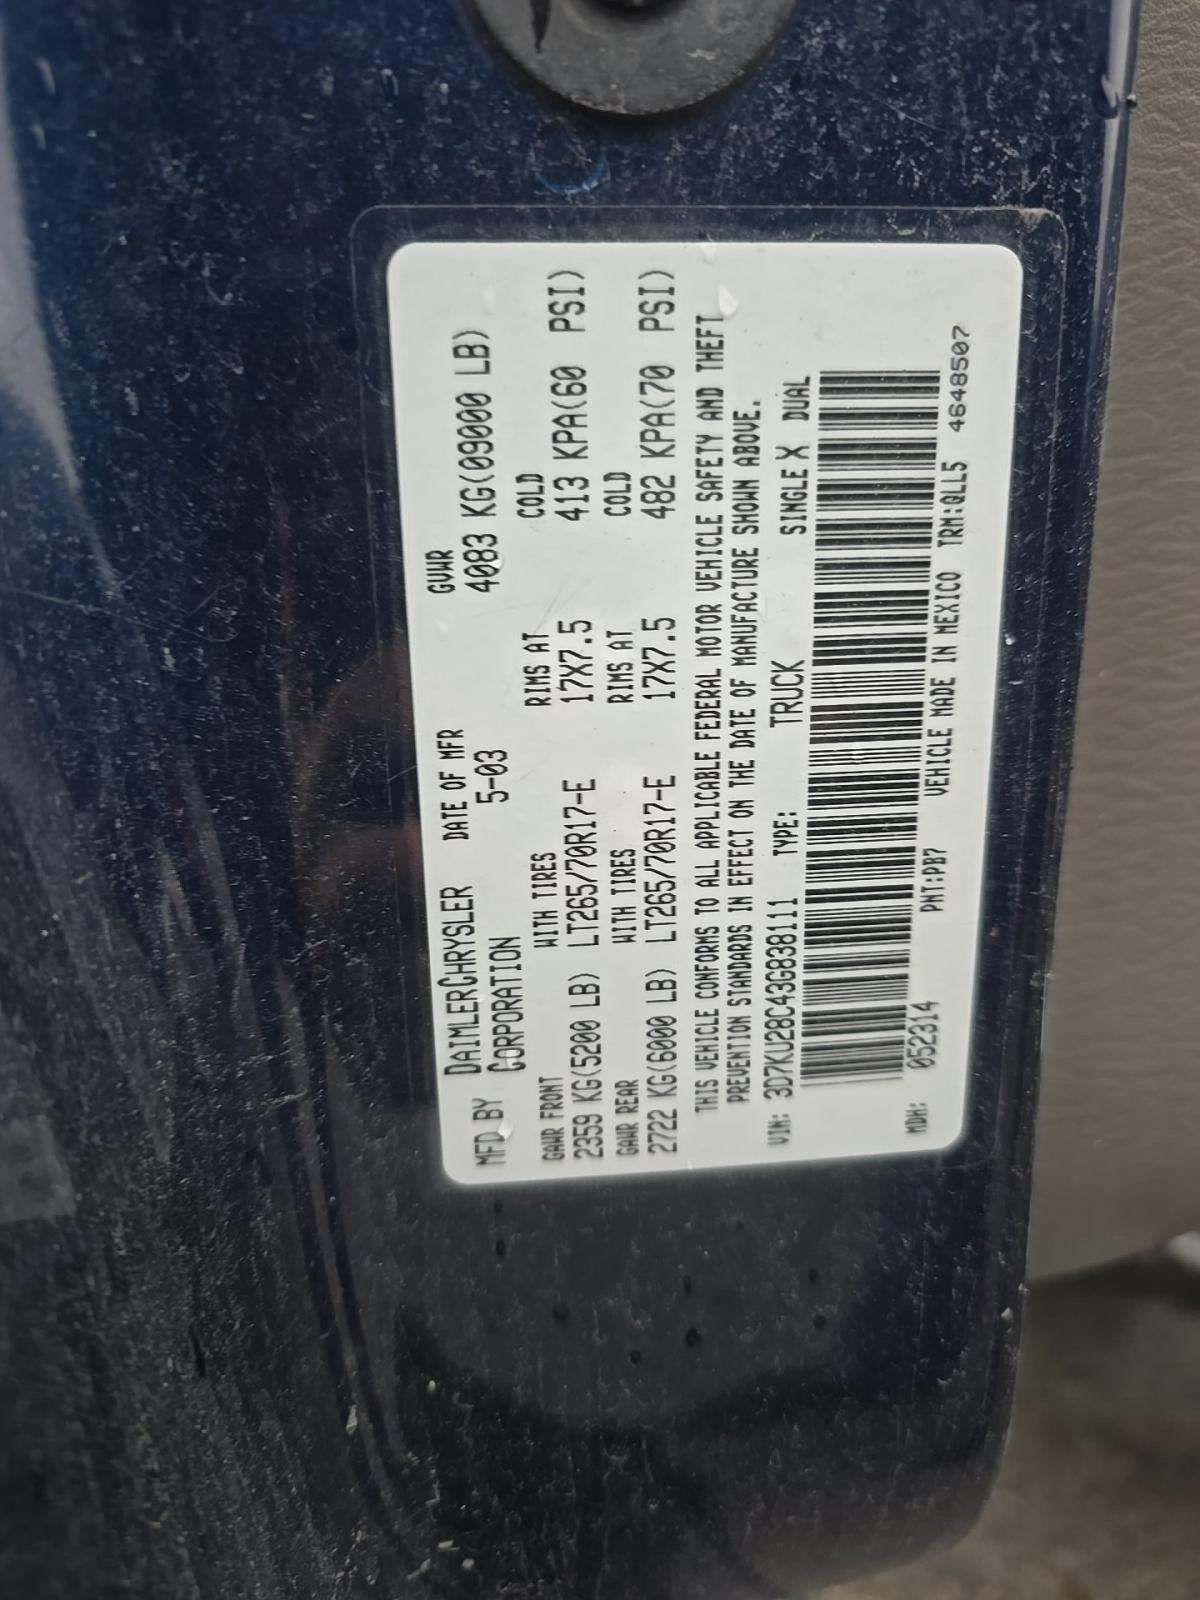 MFD BY DAIMLERCHRYSLER DATE OF MFR GVWR
CORPORATION 5-03 4083 KG(09000 LB)
GAWR FRONT WITH TIRES RIMS AT COLD
2359 KG(5200 LB) LT265/70R17-E 17X7.5 413 KPA(60 PSI)
GAWR REAR WITH TIRES RIMS AT COLD
2722 KG(6000 LB) LT265/70R17-E 17X7.5 482 KPA(70 PSI)
THIS VEHICLE CONFORMS TO ALL APPLICABLE FEDERAL MOTOR VEHICLE SAFETY AND THEFT
PREVENTION STANDARDS IN EFFECT ON THE DATE OF MANUFACTURE SHOWN ABOVE.
VIN: 3D7KU28C43G838111 TYPE: TRUCK SINGLE X DUAL
MDH: 052314 PNT:PB7 VEHICLE MADE IN MEXICO TRM:QLL5 4648507